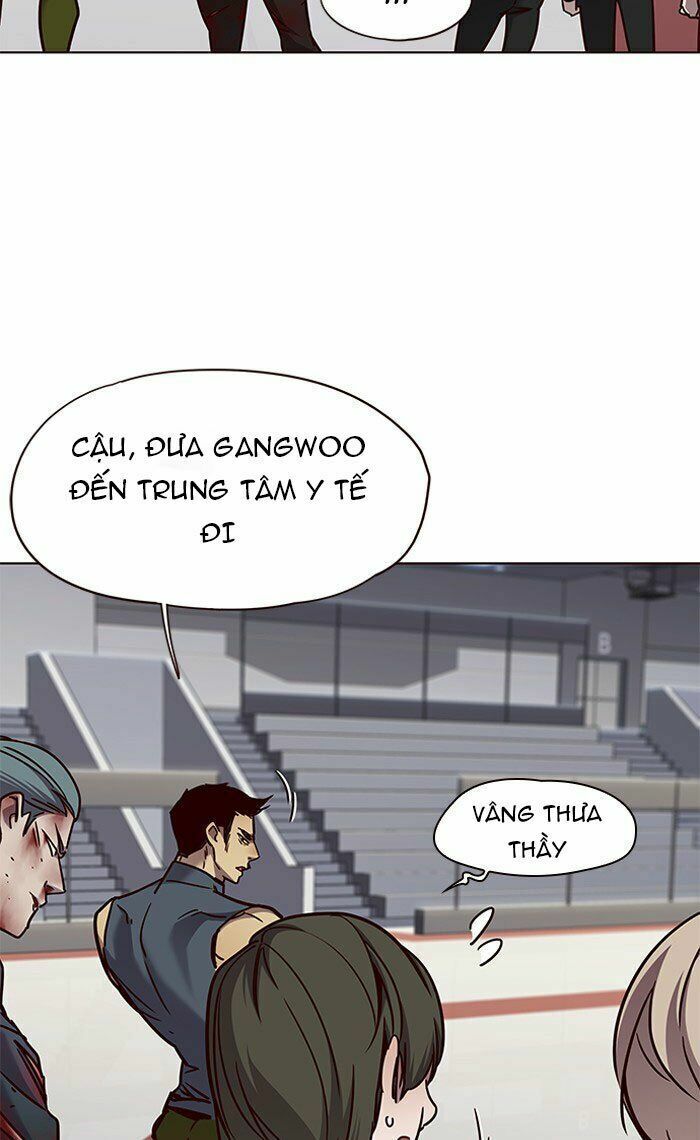 ...
CẬU, ĐƯA GANGWOO
ĐẾN TRUNG TÂM Y TẾ
ĐI
B
VÂNG THƯA
THẦY